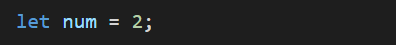 let num = 2;